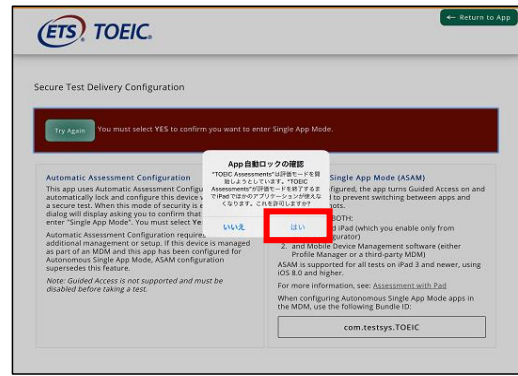 ← Return to App
ETS TOEIC.
Secure Test Delivery Configuration
Try Again
You must select YES to confirm you want to enter Single App Mode.
Automatic Assessment Configuration
This app uses Automatic Assessment Configu
automatically lock and configure this device
a secure test. When this mode of security is e
dialog will display asking you to confirm that
enter "Single App Mode". You must select Ye
Automatic Assessment Configuration requires
additional management or setup. If this device is managed
as part of an MDM and this app has been configured for
Autonomous Single App Mode, ASAM configuration
supersedes this feature.
Note: Guided Access is not supported and must be
disabled before taking a test.
App自動ロックの確認
"TOEIC Assessments"は評価モードを開
始しようとしています。"TOEIC
Assessments"が評価モードを終了するま
でiPadでほかのアプリケーションが使えな
くなります。これを許可しますか?
いいえ
はい
Single App Mode (ASAM)
figured, the app turns Guided Access on and
to prevent switching between apps and
ots.
BOTH:
d iPad (which you enable only from
gurator)
2. and Mobile Device Management software (either
Profile Manager or a third-party MDM)
ASAM is supported for all tests on iPad 3 and newer, using
iOS 8.0 and higher.
For more information, see: Assessment with Pad
When configuring Autonomous Single App Mode apps in
the MDM, use the following Bundle ID:
com.testsys.TOEIC